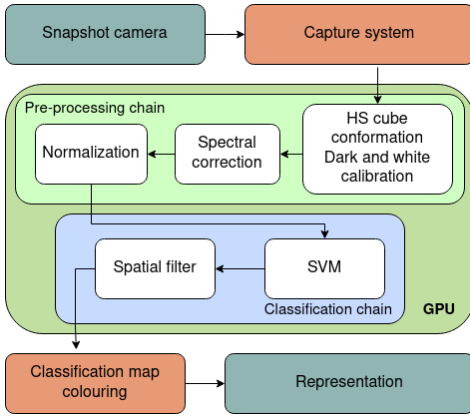 Snapshot camera
Capture system
Pre-processing chain
HS cube
conformation
Dark and white
calibration
Spectral
correction
Normalization
SVM
Spatial filter
Classification chain
GPU
Classification map
colouring
Representation